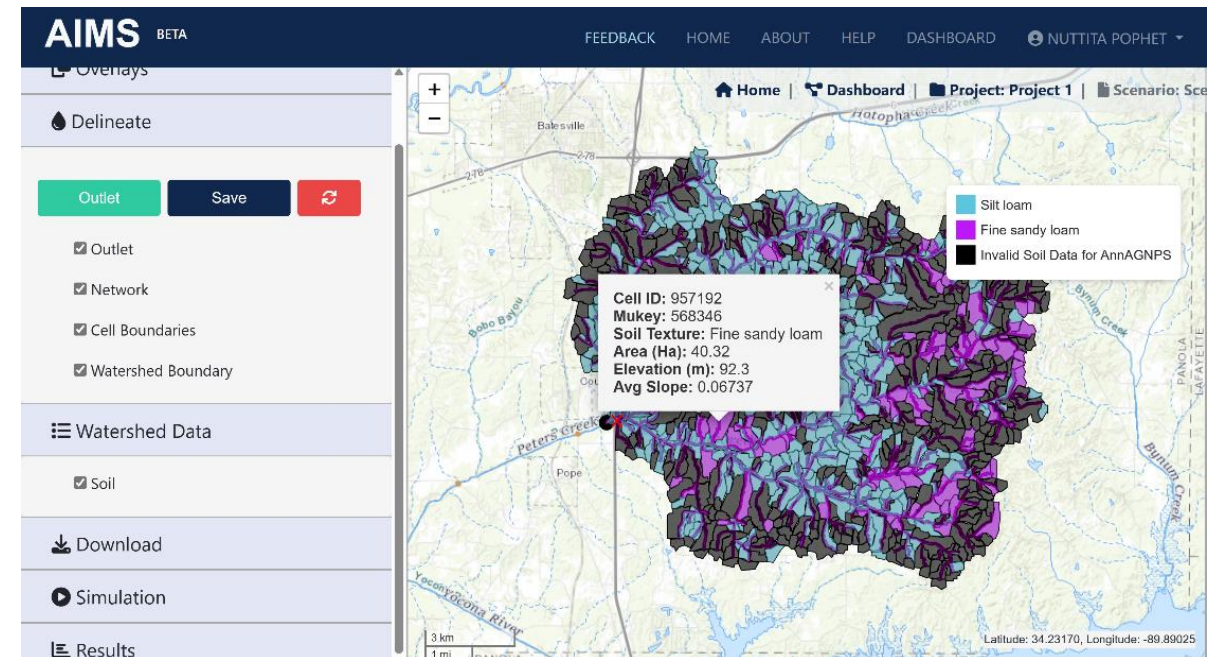 AIMS BETA
FEEDBACK HOME ABOUT HELP DASHBOARD NUTTITA POPHET
Overlays
Delineate
Outlet Save
Outlet
Network
Cell Boundaries
Watershed Boundary
Watershed Data
Soil
Download
Simulation
Results
+
−
Home | Dashboard | Project: Project 1 | Scenario: Sce
Hotopha Creek
Batesville
278
278
Silt loam
Fine sandy loam
Invalid Soil Data for AnnAGNPS
×
Cell ID: 957192
Mukey: 568346
Soil Texture: Fine sandy loam
Area (Ha): 40.32
Elevation (m): 92.3
Avg Slope: 0.06737
Bobo Bayou
Cou
Bynum Creek
PANOLA
LAFAYETTE
Peters Creek
Pope
Bynum Creek
Yocona River
3 km
1 mi
PANOLA
Latitude: 34.23170, Longitude: -89.89025